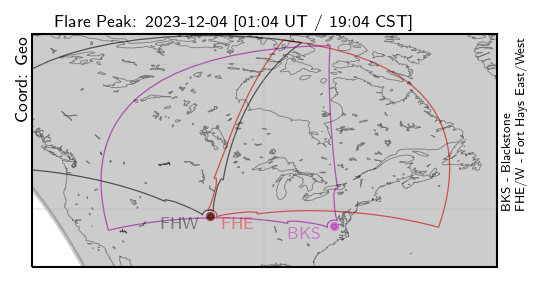 Flare Peak: 2023-12-04 [01:04 UT / 19:04 CST]
Coord: Geo
FHW
FHE
BKS
BKS - Blackstone
FHE/W - Fort Hays East/West